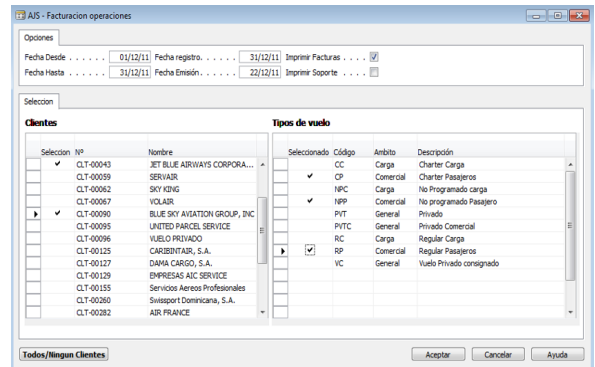 AJS - Facturacion operaciones
Opciones
Fecha Desde . . . . . . 01/12/11 Fecha registro. . . . . . 31/12/11 Imprimir Facturas . . . .
Fecha Hasta . . . . . . 31/12/11 Fecha Emisión. . . . . . 22/12/11 Imprimir Soporte . . . .
Seleccion
Clientes
Seleccion Nº Nombre
CLT-00043 JET BLUE AIRWAYS CORPORA...
CLT-00059 SERVAIR
CLT-00062 SKY KING
CLT-00067 VOLAIR
CLT-00090 BLUE SKY AVIATION GROUP, INC
CLT-00095 UNITED PARCEL SERVICE
CLT-00096 VUELO PRIVADO
CLT-00125 CARIBINTAIR, S.A.
CLT-00127 DAMA CARGO, S.A.
CLT-00129 EMPRESAS AIC SERVICE
CLT-00155 Servicios Aereos Profesionales
CLT-00260 Swissport Dominicana, S.A.
CLT-00282 AIR FRANCE
Tipos de vuelo
Seleccionado Código Ambito Descripción
CC Carga Charter Carga
CP Comercial Charter Pasajeros
NPC Carga No Programado carga
NPP Comercial No programado Pasajero
PVT General Privado
PVTC General Privado Comercial
RC Carga Regular Carga
RP Comercial Regular Pasajeros
VC General Vuelo Privado consignado
Todos/Ningun Clientes Aceptar Cancelar Ayuda